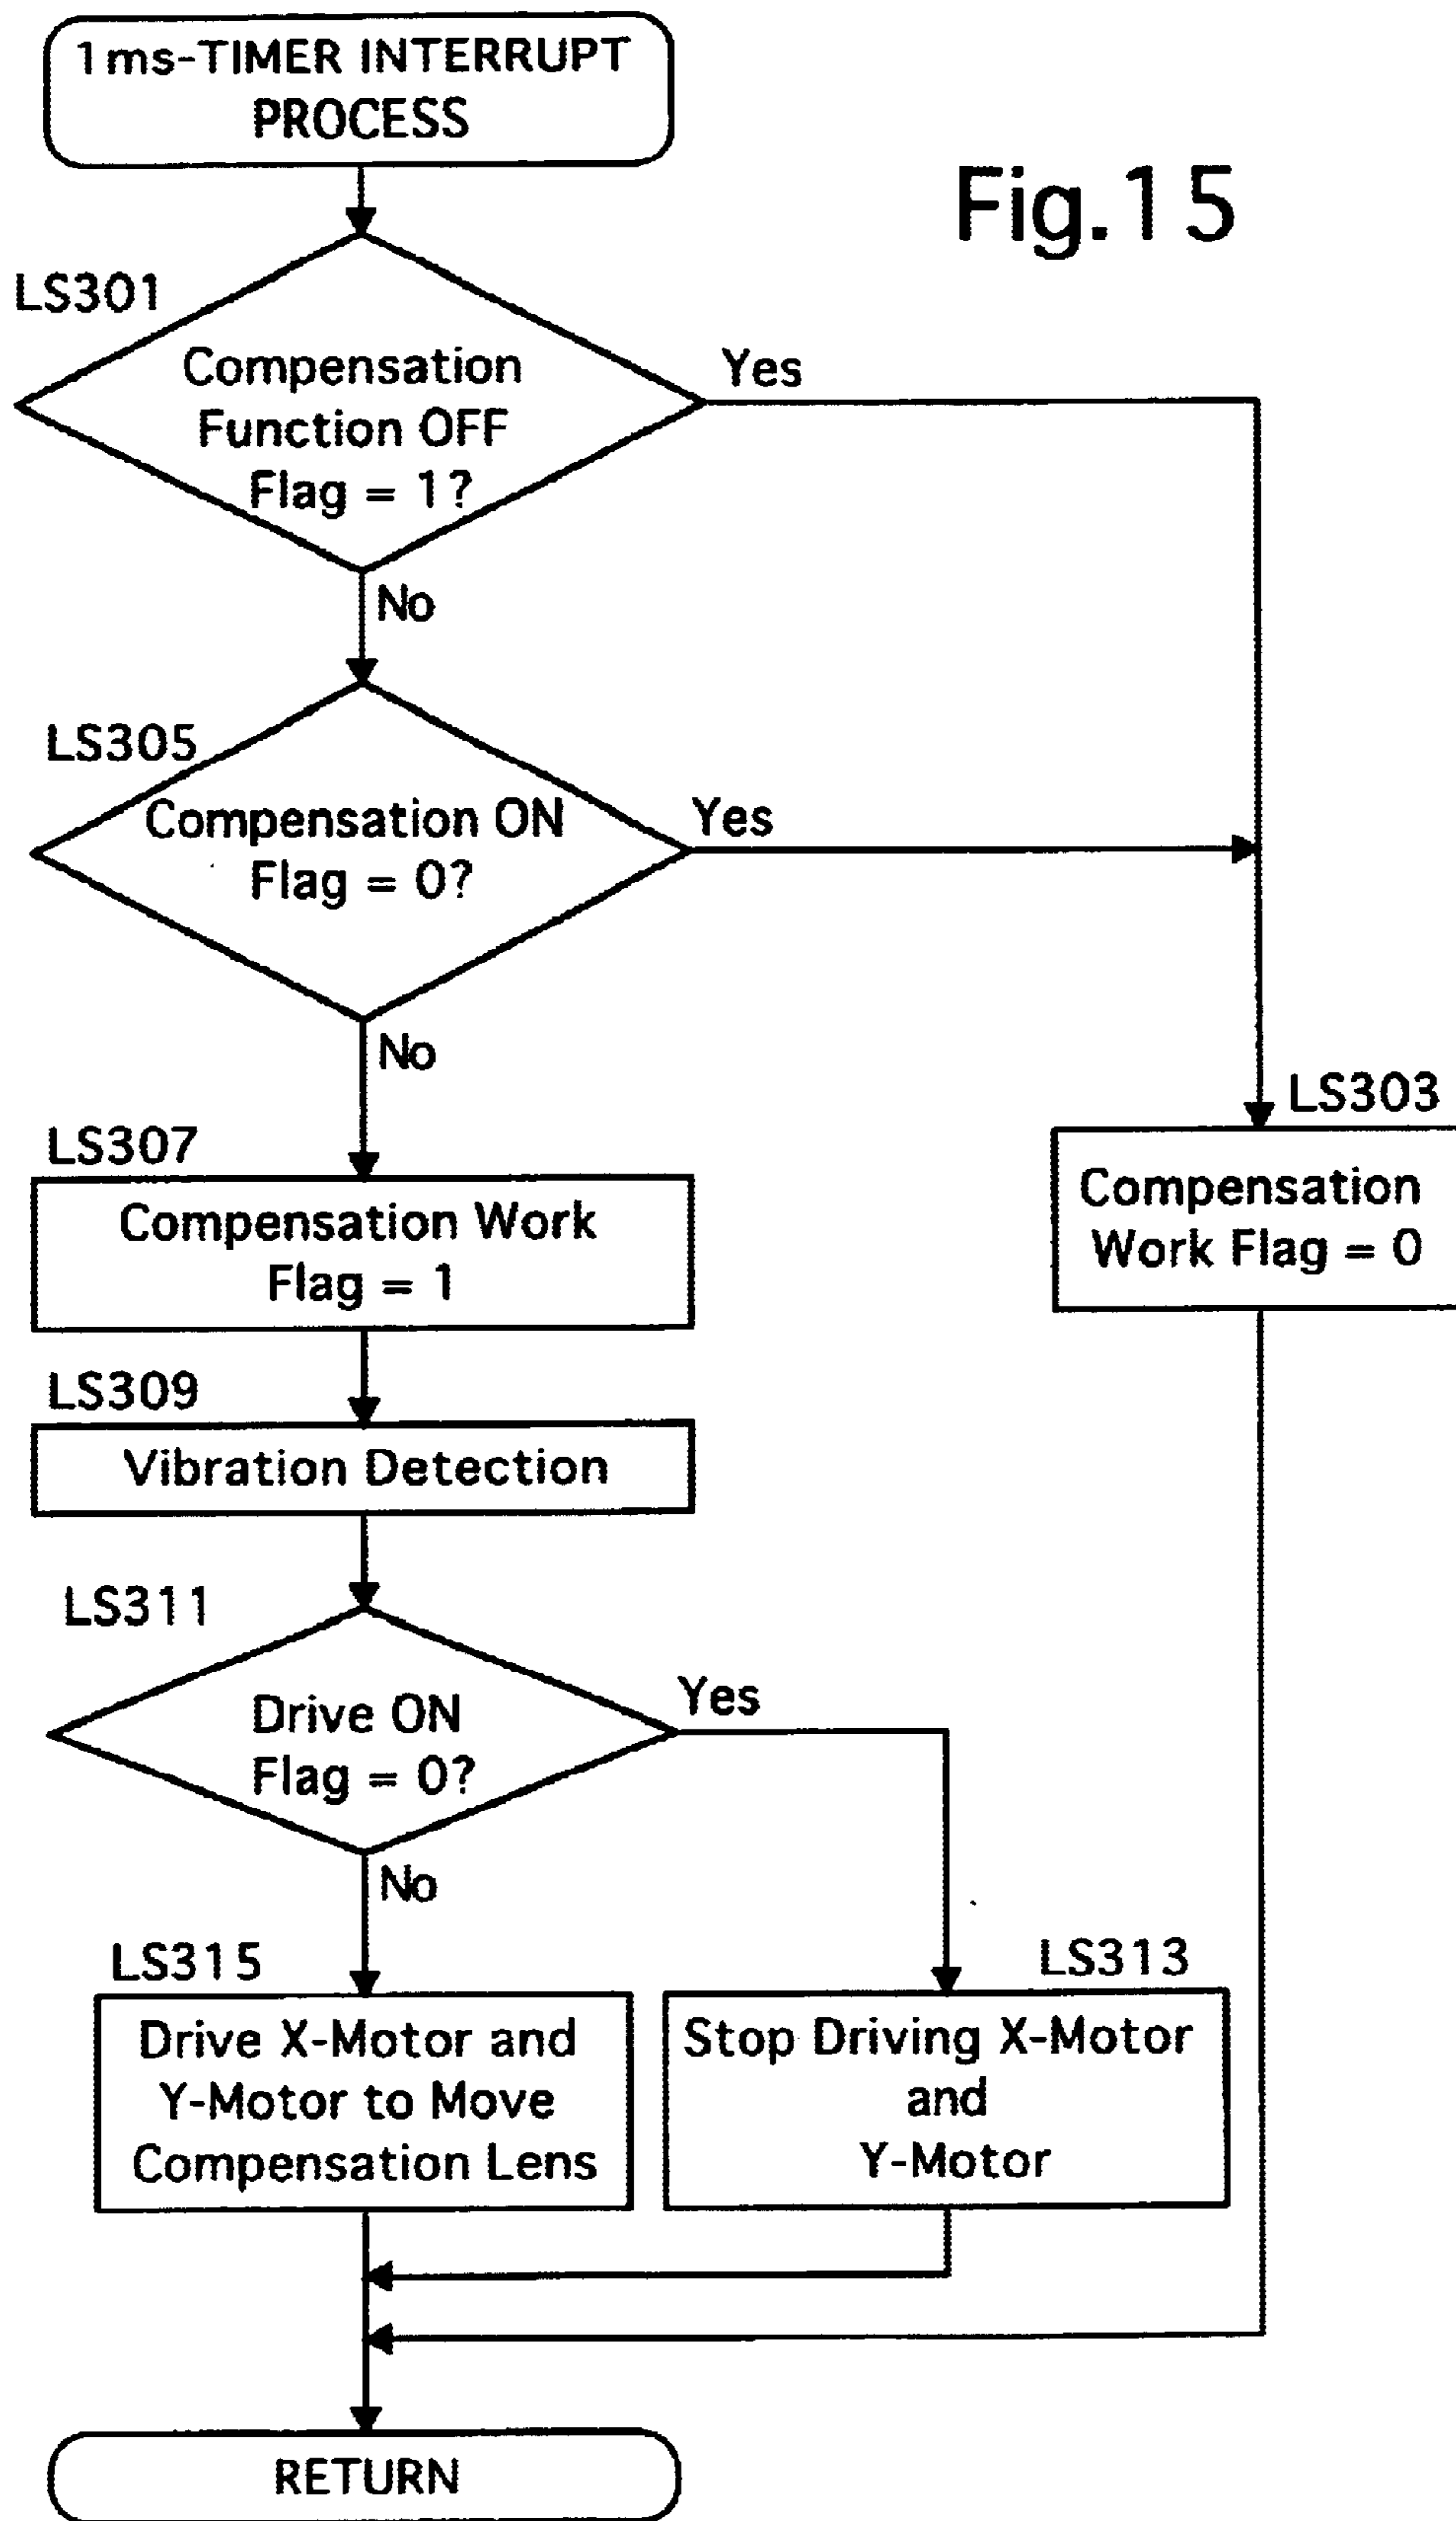 1ms-TIMER INTERRUPT
PROCESS
Fig.15
LS301
Compensation
Function OFF
Flag = 1?
Yes
No
LS305
Compensation ON
Flag = 0?
Yes
No
LS303
Compensation
Work Flag = 0
LS307
Compensation Work
Flag = 1
LS309
Vibration Detection
LS311
Drive ON
Flag = 0?
Yes
No
LS315
Drive X-Motor and
Y-Motor to Move
Compensation Lens
LS313
Stop Driving X-Motor
and
Y-Motor
RETURN